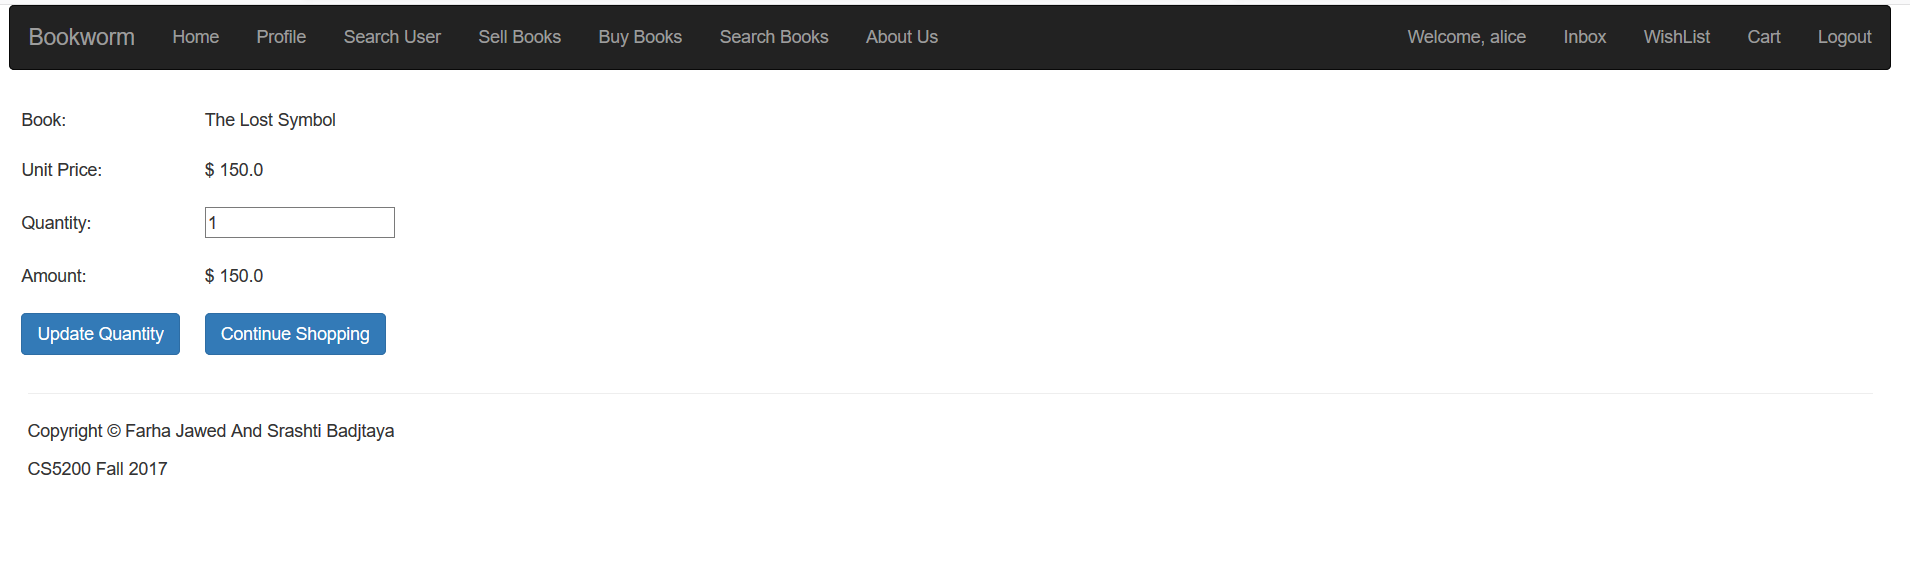 Bookworm Home Profile Search User Sell Books Buy Books Search Books About Us Welcome, alice Inbox WishList Cart Logout
Book: The Lost Symbol
Unit Price: $ 150.0
Quantity: 1
Amount: $ 150.0
Update Quantity Continue Shopping
Copyright © Farha Jawed And Srashti Badjtaya
CS5200 Fall 2017